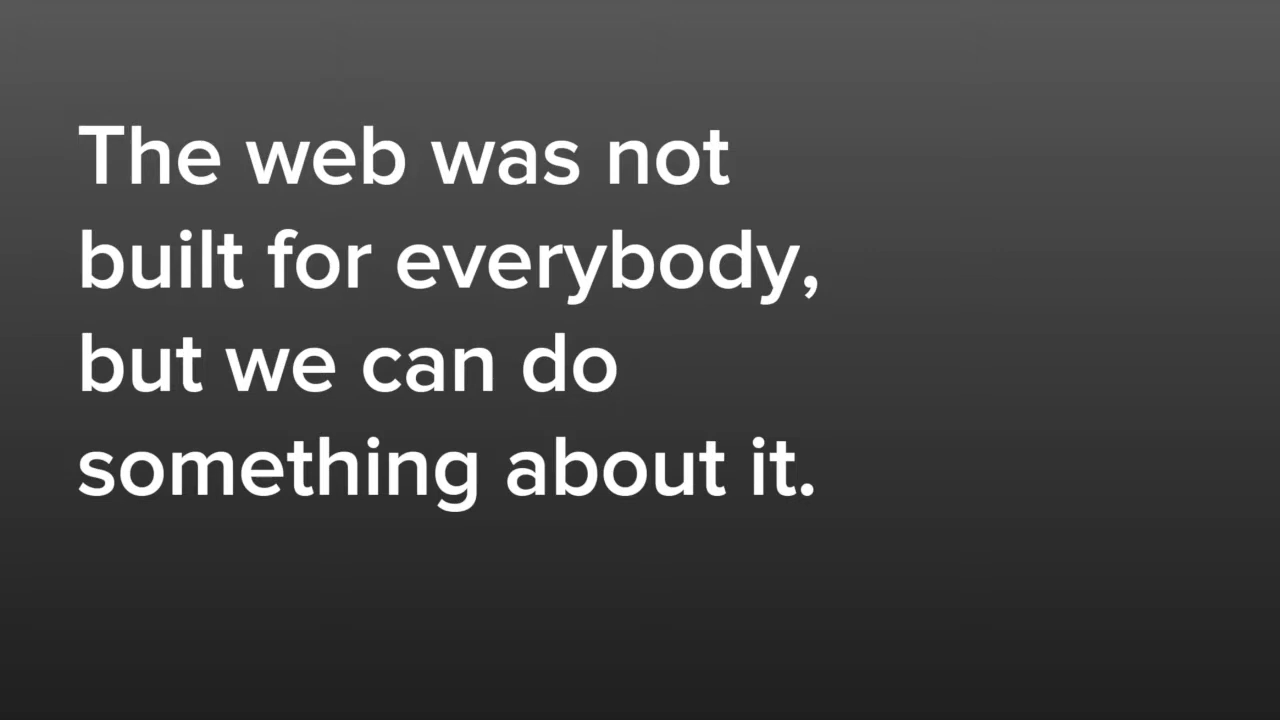 The web was not
built for everybody,
but we can do
something about it.